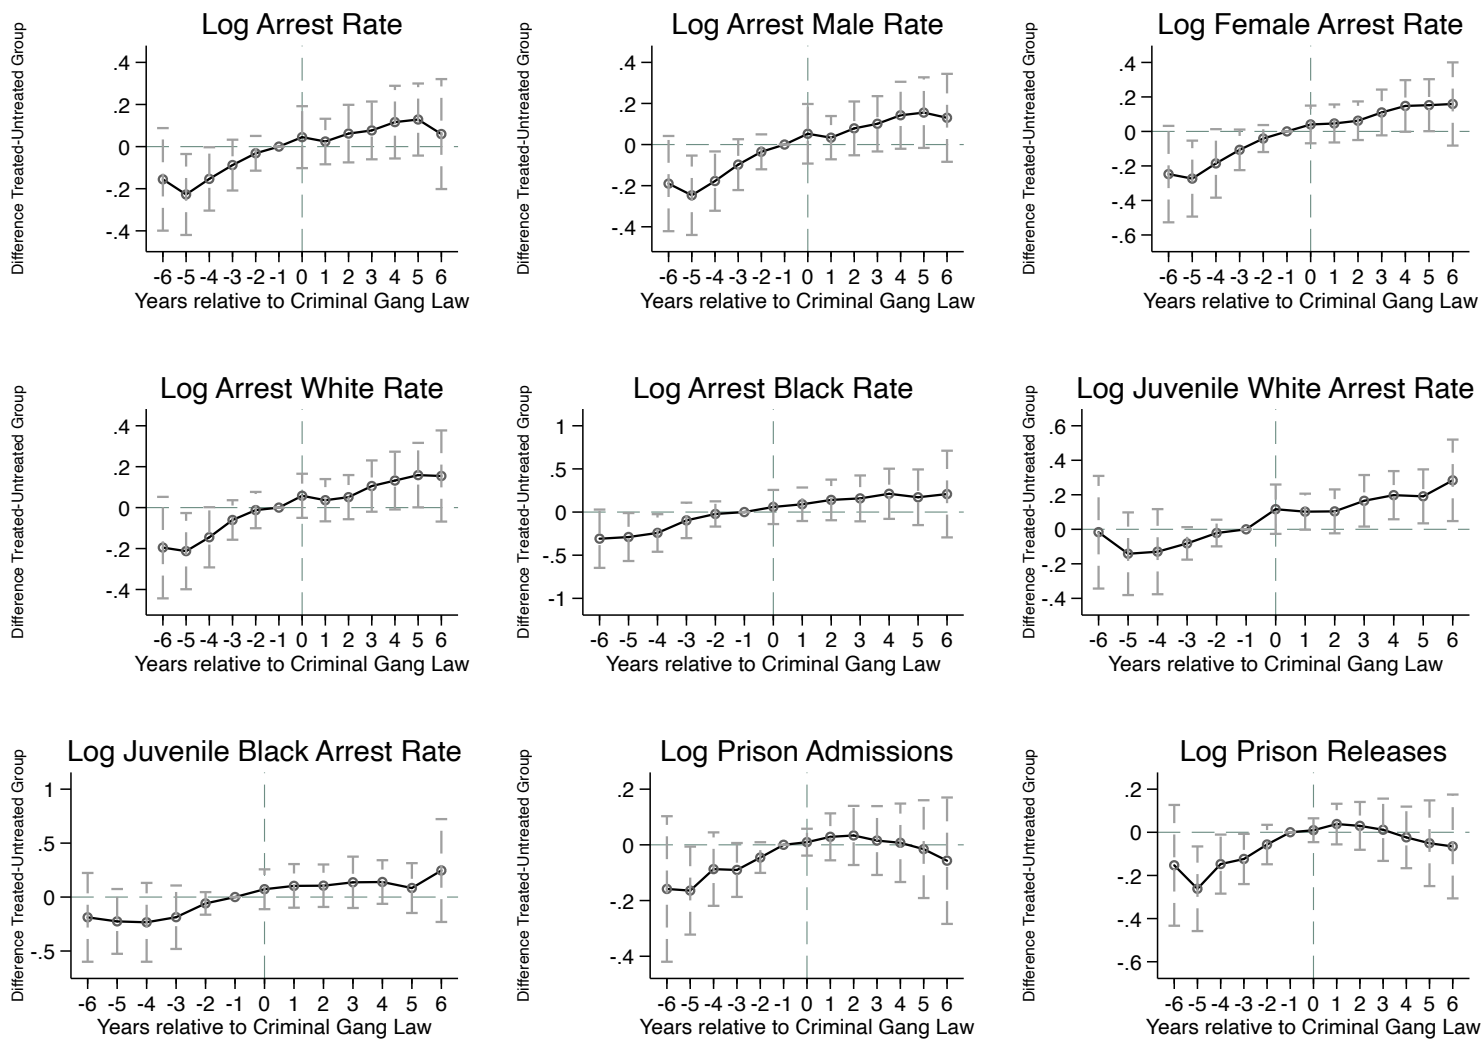 Log Arrest Rate
Difference Treated-Untreated Group
.4
.2
0
-.2
-.4
-6 -5 -4 -3 -2 -1 0 1 2 3 4 5 6
Years relative to Criminal Gang Law
Log Arrest Male Rate
Difference Treated-Untreated Group
.4
.2
0
-.2
-.4
-6 -5 -4 -3 -2 -1 0 1 2 3 4 5 6
Years relative to Criminal Gang Law
Log Female Arrest Rate
Difference Treated-Untreated Group
.4
.2
0
-.2
-.4
-.6
-6 -5 -4 -3 -2 -1 0 1 2 3 4 5 6
Years relative to Criminal Gang Law
Log Arrest White Rate
Difference Treated-Untreated Group
.4
.2
0
-.2
-.4
-6 -5 -4 -3 -2 -1 0 1 2 3 4 5 6
Years relative to Criminal Gang Law
Log Arrest Black Rate
Difference Treated-Untreated Group
1
.5
0
-.5
-1
-6 -5 -4 -3 -2 -1 0 1 2 3 4 5 6
Years relative to Criminal Gang Law
Log Juvenile White Arrest Rate
Difference Treated-Untreated Group
.6
.4
.2
0
-.2
-.4
-6 -5 -4 -3 -2 -1 0 1 2 3 4 5 6
Years relative to Criminal Gang Law
Log Juvenile Black Arrest Rate
Difference Treated-Untreated Group
1
.5
0
-.5
-6 -5 -4 -3 -2 -1 0 1 2 3 4 5 6
Years relative to Criminal Gang Law
Log Prison Admissions
Difference Treated-Untreated Group
.2
0
-.2
-.4
-6 -5 -4 -3 -2 -1 0 1 2 3 4 5 6
Years relative to Criminal Gang Law
Log Prison Releases
Difference Treated-Untreated Group
.2
0
-.2
-.4
-.6
-6 -5 -4 -3 -2 -1 0 1 2 3 4 5 6
Years relative to Criminal Gang Law